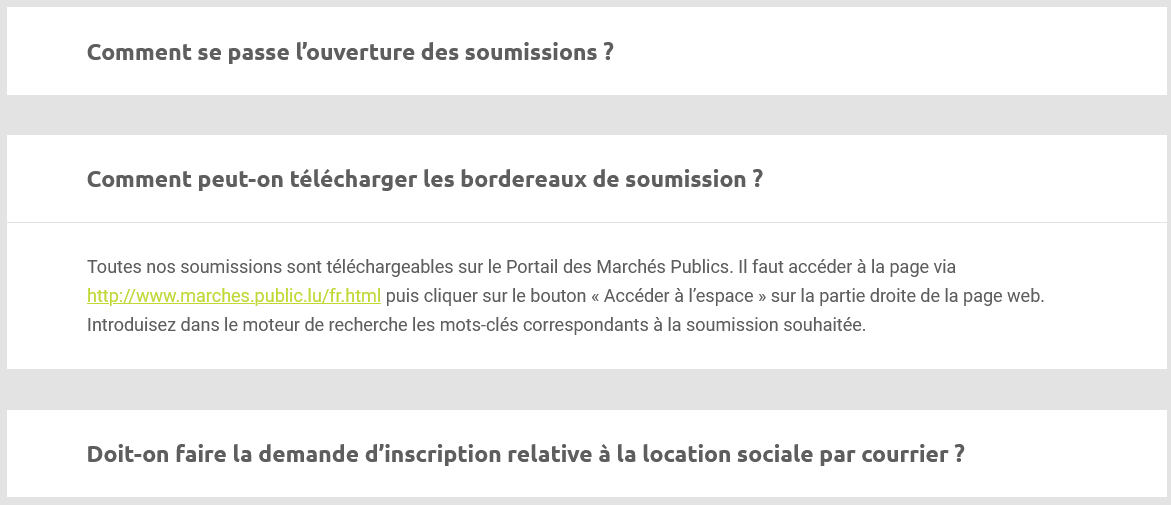 Comment se passe l’ouverture des soumissions ?
Comment peut-on télécharger les bordereaux de soumission ?
Toutes nos soumissions sont téléchargeables sur le Portail des Marchés Publics. Il faut accéder à la page via
http://www.marches.public.lu/fr.html puis cliquer sur le bouton « Accéder à l’espace » sur la partie droite de la page web.
Introduisez dans le moteur de recherche les mots-clés correspondants à la soumission souhaitée.
Doit-on faire la demande d’inscription relative à la location sociale par courrier ?